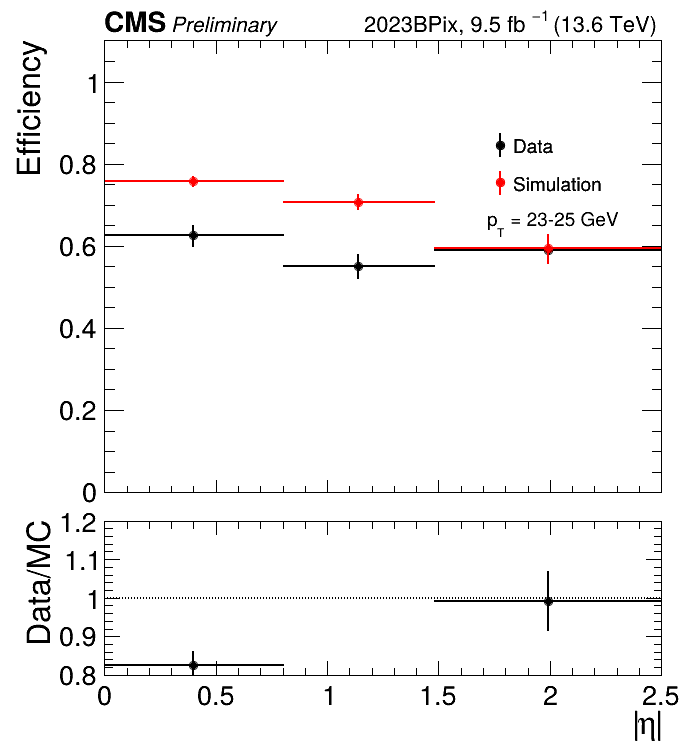 CMS Preliminary 2023BPix, 9.5 fb⁻¹ (13.6 TeV)
Efficiency
1
0.8
0.6
0.4
0.2
0
Data
Simulation
p_T = 23-25 GeV
Data/MC
1.2
1.1
1
0.9
0.8
0 0.5 1 1.5 2 2.5
|η|